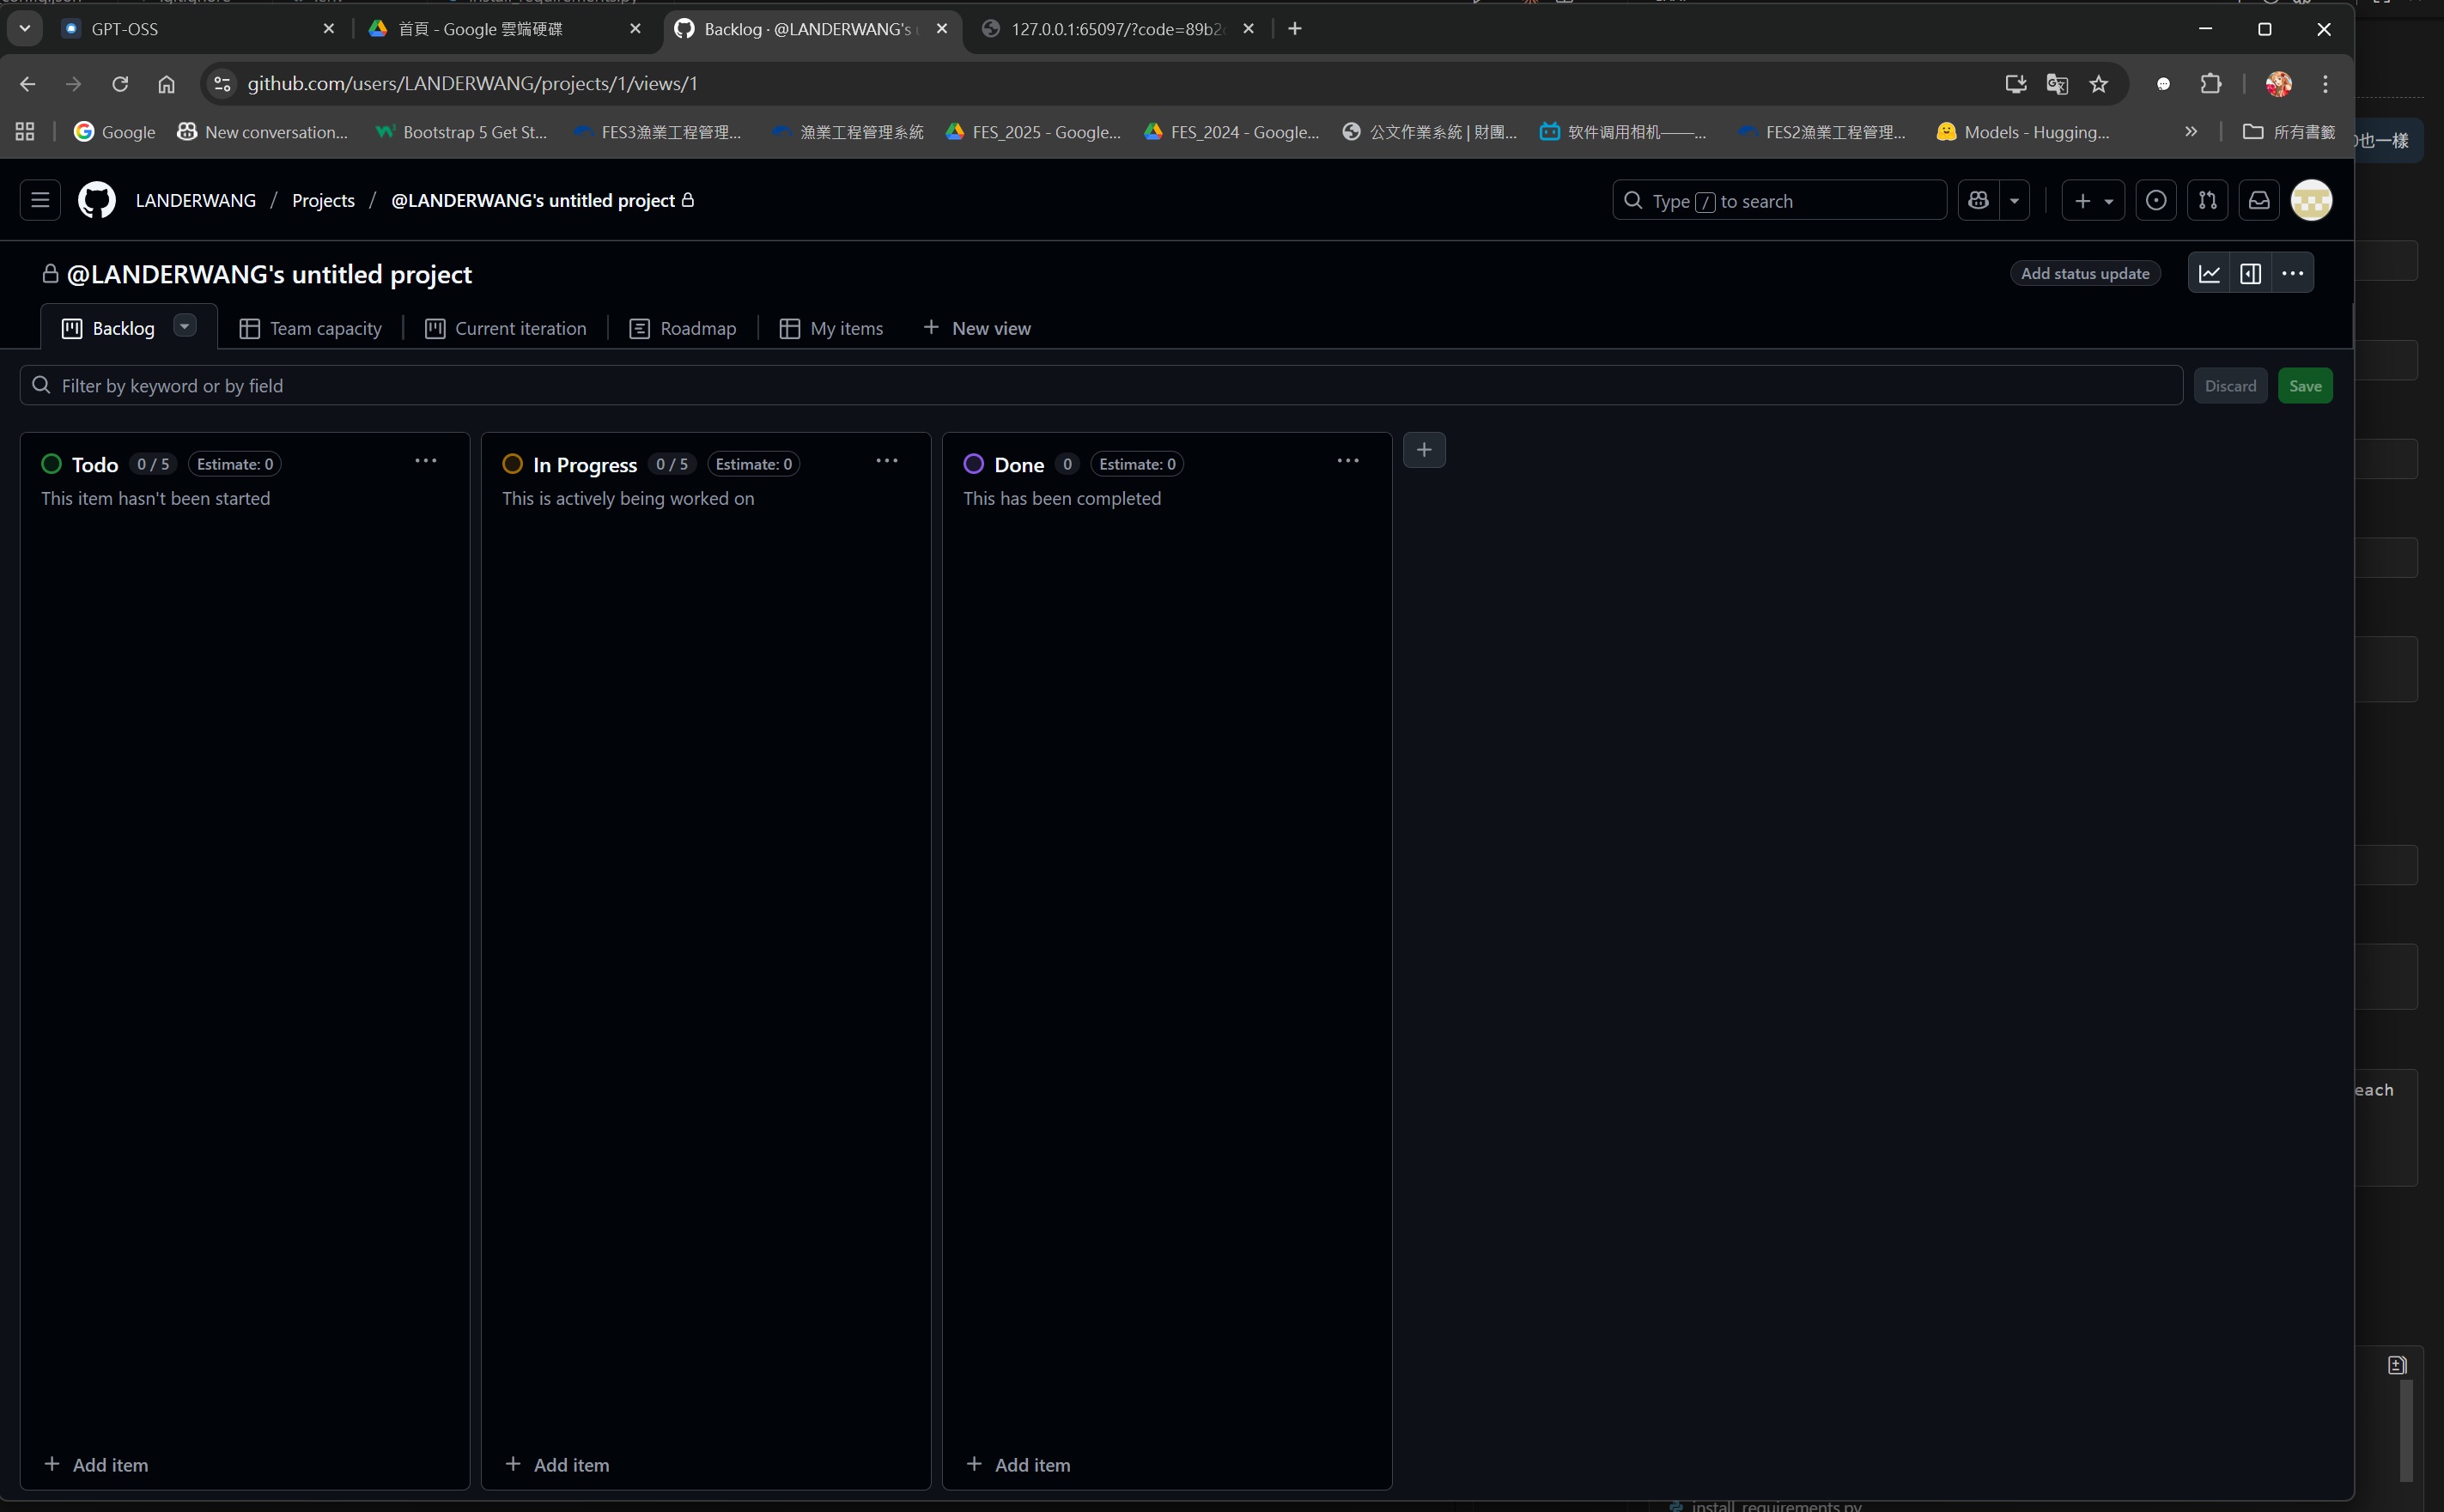 GPT-OSS
首頁 - Google 雲端硬碟
Backlog · @LANDERWANG's
127.0.0.1:65097/?code=89b2
github.com/users/LANDERWANG/projects/1/views/1
Google
New conversation...
Bootstrap 5 Get St...
FES3漁業工程管理...
漁業工程管理系統
FES_2025 - Google...
FES_2024 - Google...
公文作業系統 | 財團...
软件调用相机——...
FES2漁業工程管理...
Models - Hugging...
所有書籤
也一樣
LANDERWANG / Projects / @LANDERWANG's untitled project
Type / to search
@LANDERWANG's untitled project
Add status update
Backlog
Team capacity
Current iteration
Roadmap
My items
New view
Filter by keyword or by field
Discard
Save
Todo 0 / 5 Estimate: 0
This item hasn't been started
In Progress 0 / 5 Estimate: 0
This is actively being worked on
Done 0 Estimate: 0
This has been completed
each
Add item
Add item
Add item
install_requirements.py